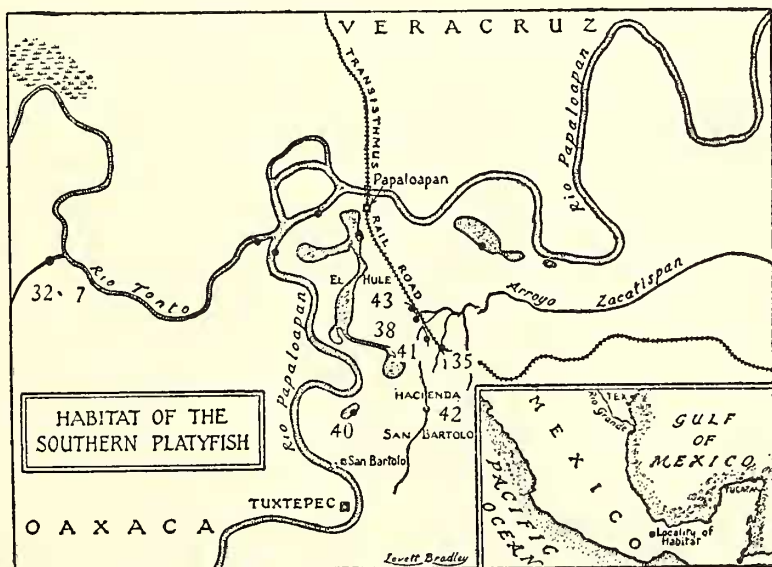 VERACRUZ
TRANSISTHMUS
RAIL ROAD
Papaloapan
Rio Papaloapan
Rio Tonto
EL HULE
Arroyo Zacatispan
32. 7
43
38
41
135
HACIENDA
42
SAN BARTOLO
40
Rio Papaloapan
San Bartolo
TUXTEPEC
HABITAT OF THE
SOUTHERN PLATYFISH
OAXACA
Lovett Bradley
MEXICO
TEX.
Rio Grande
GULF
OF
MEXICO
YUCATAN
PACIFIC
OCEAN
Locality of
Habitat